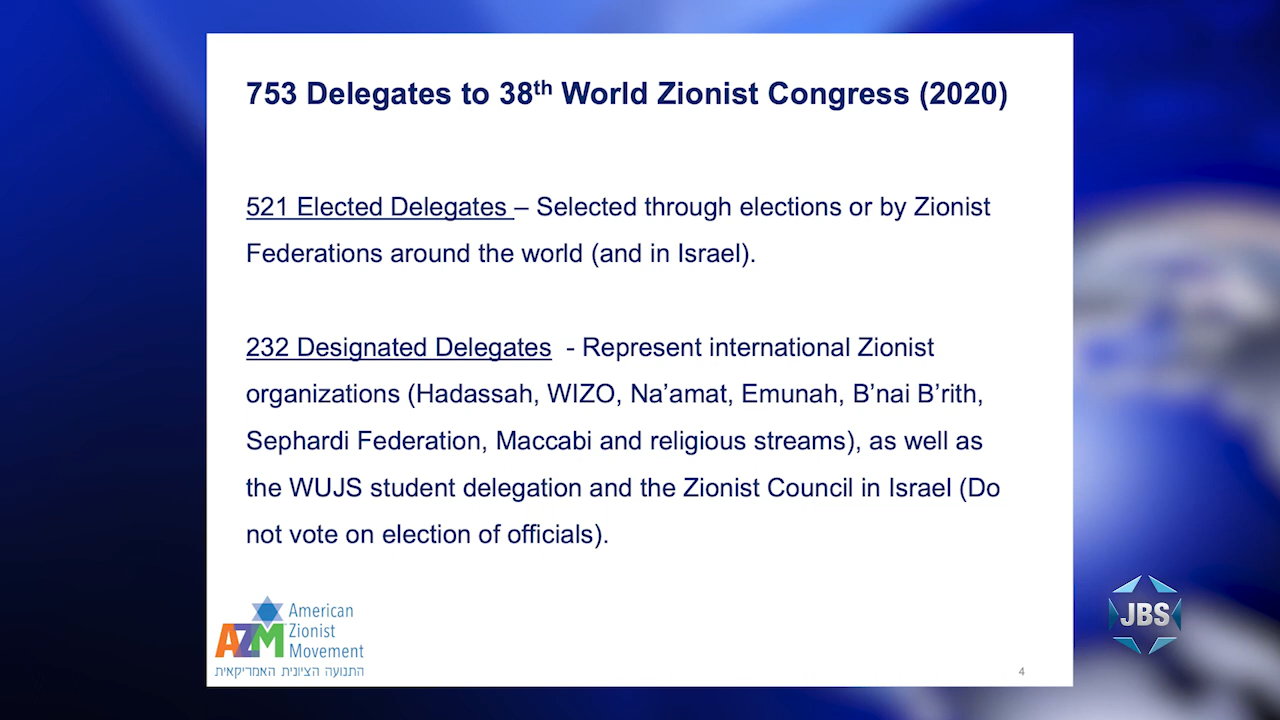 753 Delegates to 38th World Zionist Congress (2020)
521 Elected Delegates – Selected through elections or by Zionist
Federations around the world (and in Israel).
232 Designated Delegates - Represent international Zionist
organizations (Hadassah, WIZO, Na’amat, Emunah, B’nai B’rith,
Sephardi Federation, Maccabi and religious streams), as well as
the WUJS student delegation and the Zionist Council in Israel (Do
not vote on election of officials).
American
Zionist
AZM Movement
התנועה הציונית האמריקאית
4
JBS